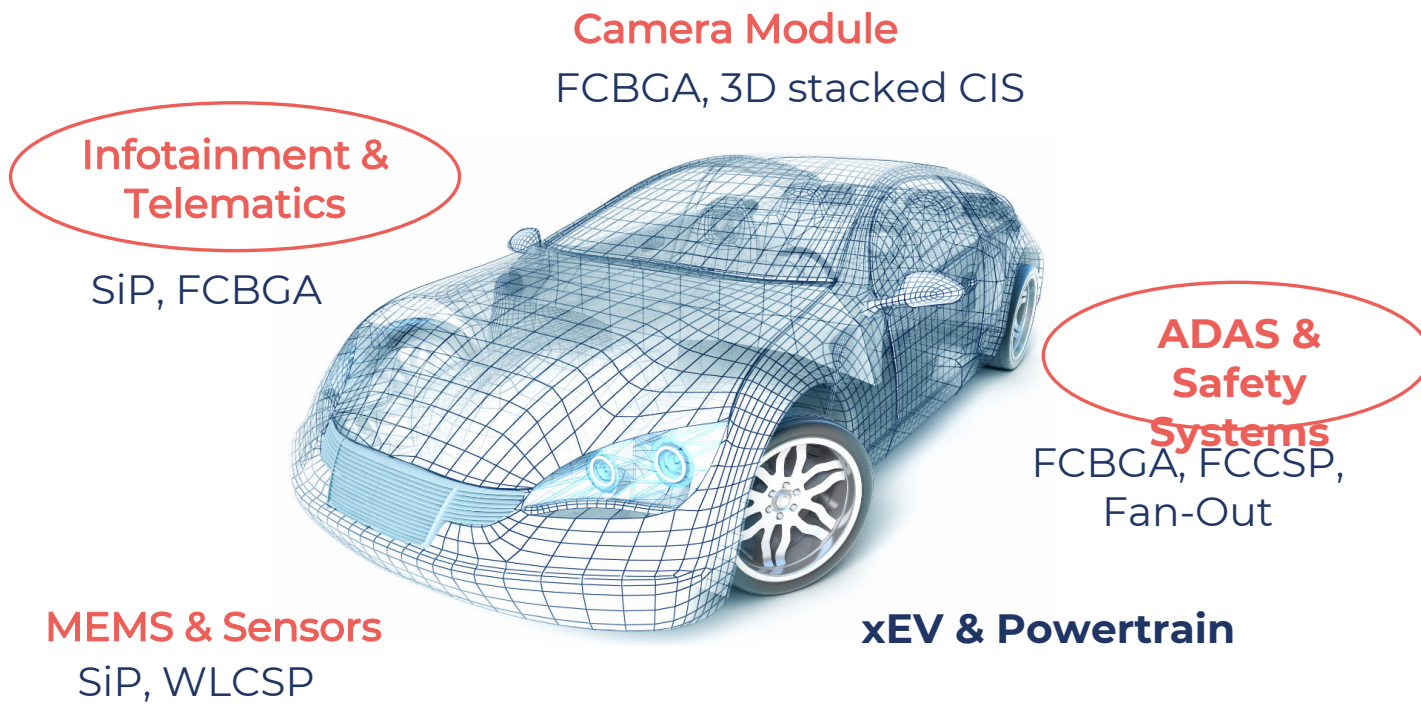 Camera Module
FCBGA, 3D stacked CIS
Infotainment &
Telematics
SiP, FCBGA
ADAS &
Safety
Systems
FCBGA, FCCSP,
Fan-Out
MEMS & Sensors
SiP, WLCSP
xEV & Powertrain